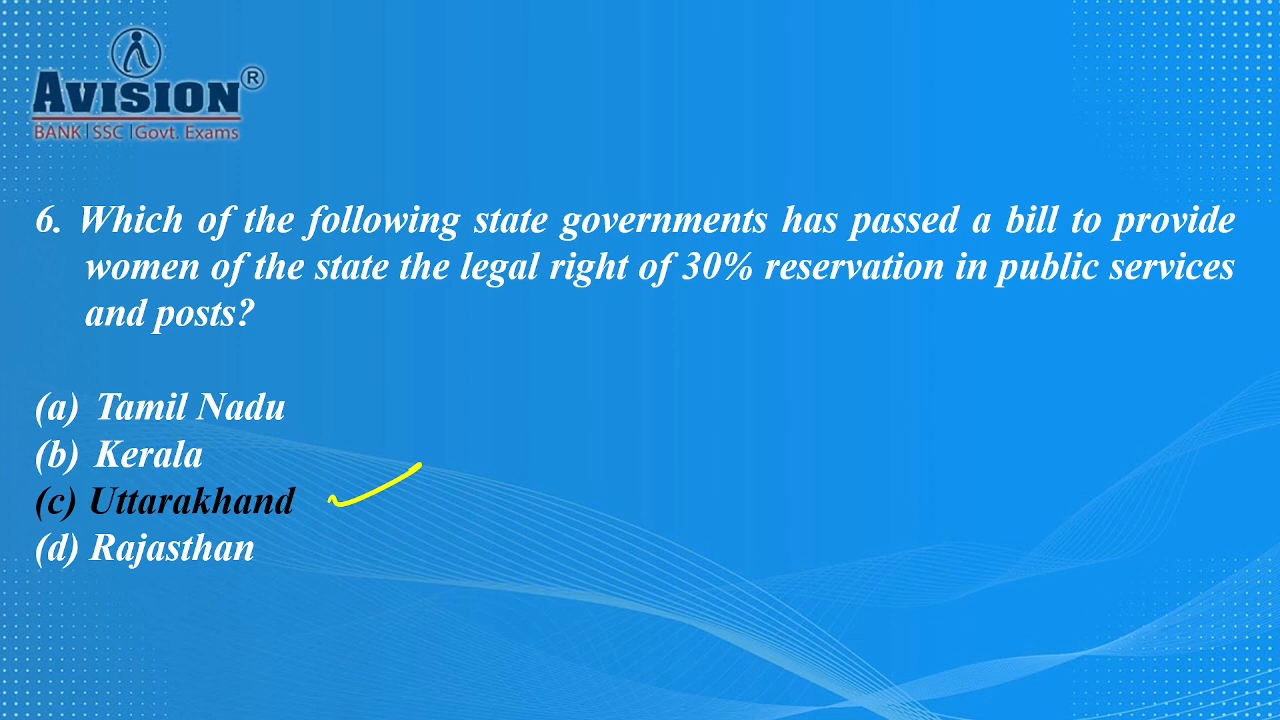 AVISION®
BANK | SSC | Govt. Exams
6. Which of the following state governments has passed a bill to provide
women of the state the legal right of 30% reservation in public services
and posts?
(a) Tamil Nadu
(b) Kerala
(c) Uttarakhand
(d) Rajasthan